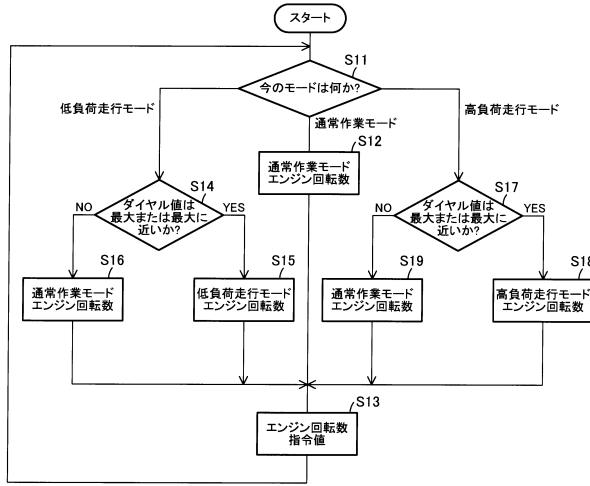 スタート
S11
今のモードは何か?
低負荷走行モード
通常作業モード
高負荷走行モード
S12
通常作業モード
エンジン回転数
S14
ダイヤル値は
最大または最大に
近いか?
NO
YES
S17
ダイヤル値は
最大または最大に
近いか?
NO
YES
S16
通常作業モード
エンジン回転数
S15
低負荷走行モード
エンジン回転数
S19
通常作業モード
エンジン回転数
S18
高負荷走行モード
エンジン回転数
S13
エンジン回転数
指令値